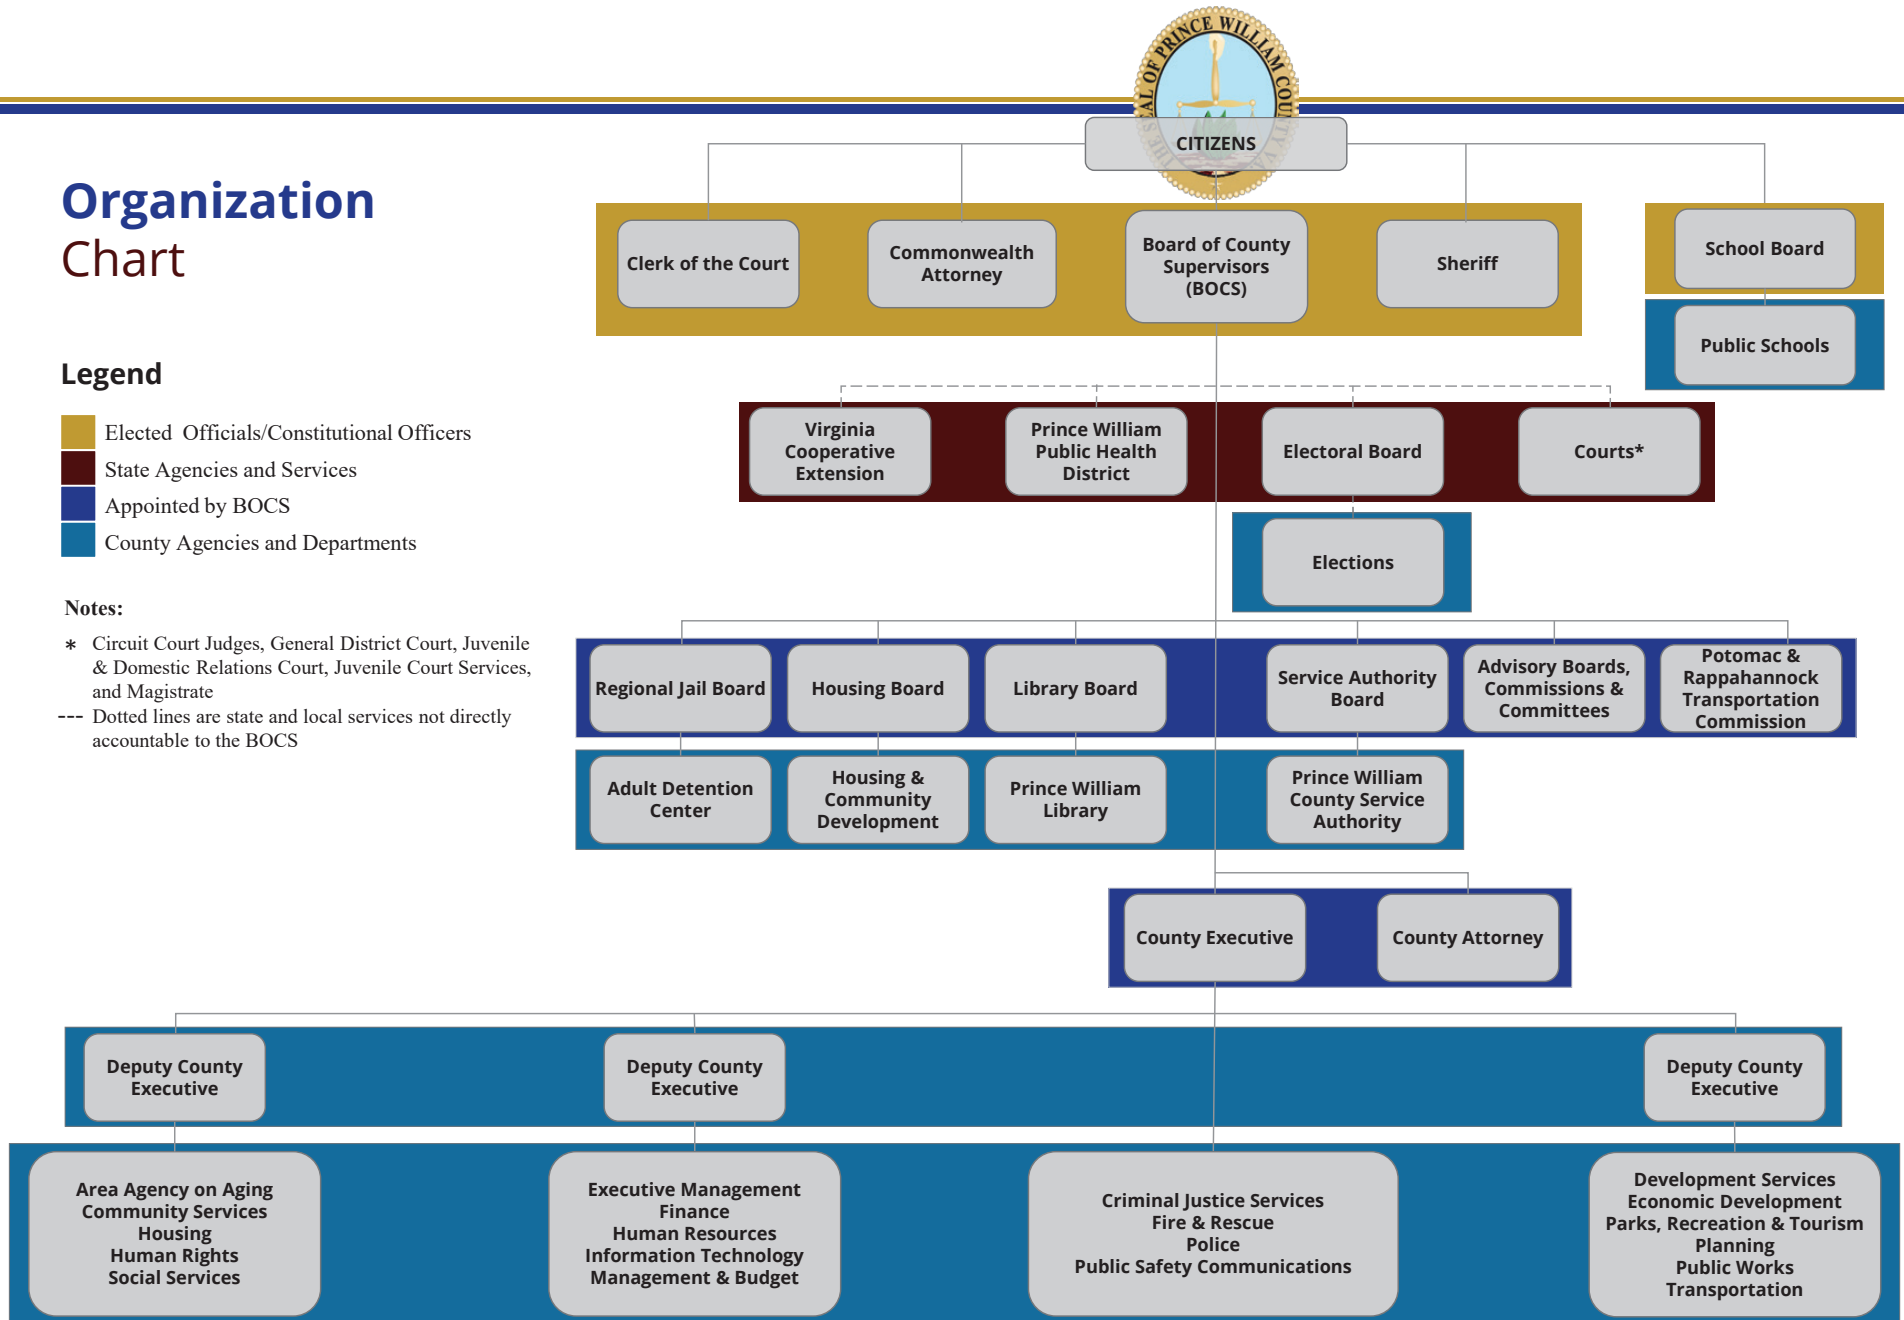 THE SEAL OF PRINCE WILLIAM COUNTY VA.
CITIZENS
Organization
Chart
Clerk of the Court
Commonwealth
Attorney
Board of County
Supervisors
(BOCS)
Sheriff
School Board
Public Schools
Legend
Elected  Officials/Constitutional Officers
State Agencies and Services
Appointed by BOCS
County Agencies and Departments
Notes:
* Circuit Court Judges, General District Court, Juvenile
& Domestic Relations Court, Juvenile Court Services,
and Magistrate
--- Dotted lines are state and local services not directly
accountable to the BOCS
Virginia
Cooperative
Extension
Prince William
Public Health
District
Electoral Board
Courts*
Elections
Regional Jail Board
Housing Board
Library Board
Service Authority
Board
Advisory Boards,
Commissions &
Committees
Potomac &
Rappahannock
Transportation
Commission
Adult Detention
Center
Housing &
Community
Development
Prince William
Library
Prince William
County Service
Authority
County Executive
County Attorney
Deputy County
Executive
Deputy County
Executive
Deputy County
Executive
Area Agency on Aging
Community Services
Housing
Human Rights
Social Services
Executive Management
Finance
Human Resources
Information Technology
Management & Budget
Criminal Justice Services
Fire & Rescue
Police
Public Safety Communications
Development Services
Economic Development
Parks, Recreation & Tourism
Planning
Public Works
Transportation